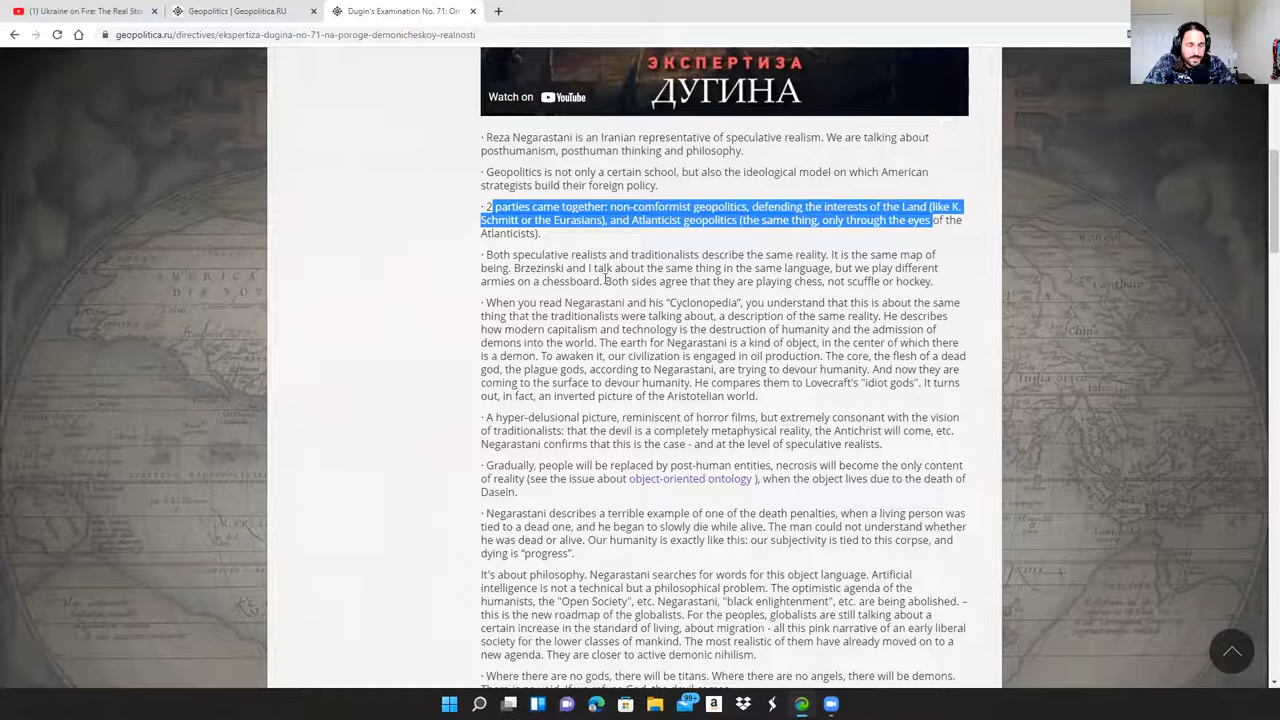 (1) Ukraine on Fire: The Real Sto
Geopolitics | Geopolitica.RU
Dugin's Examination No. 71: On
geopolitica.ru/directives/ekspertiza-dugina-no-71-na-poroge-demonicheskoy-realnosti
ЭКСПЕРТИЗА
ДУГИНА
Watch on YouTube
· Reza Negarastani is an Iranian representative of speculative realism. We are talking about
posthumanism, posthuman thinking and philosophy.
· Geopolitics is not only a certain school, but also the ideological model on which American
strategists build their foreign policy.
· 2 parties came together: non-comformist geopolitics, defending the interests of the Land (like K.
Schmitt or the Eurasians), and Atlanticist geopolitics (the same thing, only through the eyes of the
Atlanticists).
· Both speculative realists and traditionalists describe the same reality. It is the same map of
being. Brzezinski and I talk about the same thing in the same language, but we play different
armies on a chessboard. Both sides agree that they are playing chess, not scuffle or hockey.
· When you read Negarastani and his "Cyclonopedia", you understand that this is about the same
thing that the traditionalists were talking about, a description of the same reality. He describes
how modern capitalism and technology is the destruction of humanity and the admission of
demons into the world. The earth for Negarastani is a kind of object, in the center of which there
is a demon. To awaken it, our civilization is engaged in oil production. The core, the flesh of a dead
god, the plague gods, according to Negarastani, are trying to devour humanity. And now they are
coming to the surface to devour humanity. He compares them to Lovecraft's "idiot gods". It turns
out, in fact, an inverted picture of the Aristotelian world.
· A hyper-delusional picture, reminiscent of horror films, but extremely consonant with the vision
of traditionalists: that the devil is a completely metaphysical reality, the Antichrist will come, etc.
Negarastani confirms that this is the case - and at the level of speculative realists.
· Gradually, people will be replaced by post-human entities, necrosis will become the only content
of reality (see the issue about object-oriented ontology ), when the object lives due to the death of
Dasein.
· Negarastani describes a terrible example of one of the death penalties, when a living person was
tied to a dead one, and he began to slowly die while alive. The man could not understand whether
he was dead or alive. Our humanity is exactly like this: our subjectivity is tied to this corpse, and
dying is "progress".
It's about philosophy. Negarastani searches for words for this object language. Artificial
intelligence is not a technical but a philosophical problem. The optimistic agenda of the
humanists, the "Open Society", etc. Negarastani, "black enlightenment", etc. are being abolished. –
this is the new roadmap of the globalists. For the peoples, globalists are still talking about a
certain increase in the standard of living, about migration - all this pink narrative of an early liberal
society for the lower classes of mankind. The most realistic of them have already moved on to a
new agenda. They are closer to active demonic nihilism.
· Where there are no gods, there will be titans. Where there are no angels, there will be demons.
99+